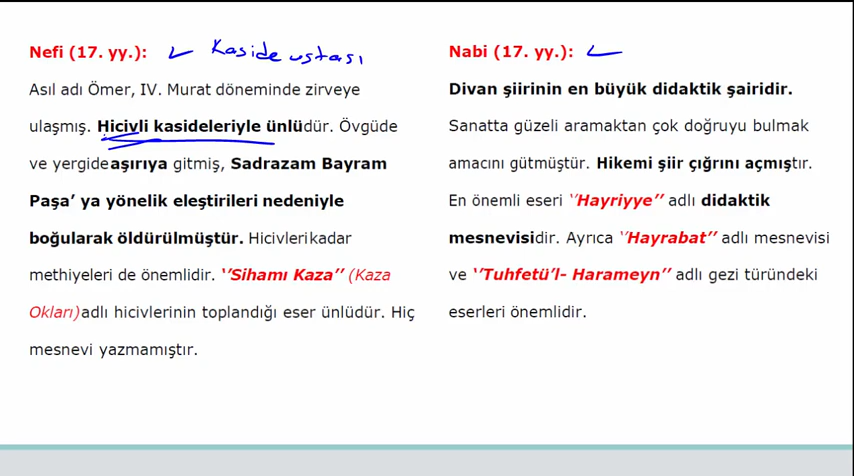 Nefi (17. yy.): Kaside ustası
Asıl adı Ömer, IV. Murat döneminde zirveye
ulaşmış. Hicivli kasideleriyle ünlüdür. Övgüde
ve yergideaşırıya gitmiş, Sadrazam Bayram
Paşa’ ya yönelik eleştirileri nedeniyle
boğularak öldürülmüştür. Hicivlerikadar
methiyeleri de önemlidir. ‘‘Sihamı Kaza’’ (Kaza
Okları)adlı hicivlerinin toplandığı eser ünlüdür. Hiç
mesnevi yazmamıştır.
Nabi (17. yy.):
Divan şiirinin en büyük didaktik şairidir.
Sanatta güzeli aramaktan çok doğruyu bulmak
amacını gütmüştür. Hikemi şiir çığrını açmıştır.
En önemli eseri ‘‘Hayriyye’’ adlı didaktik
mesnevisidir. Ayrıca ‘‘Hayrabat’’ adlı mesnevisi
ve ‘‘Tuhfetü’l- Harameyn’’ adlı gezi türündeki
eserleri önemlidir.